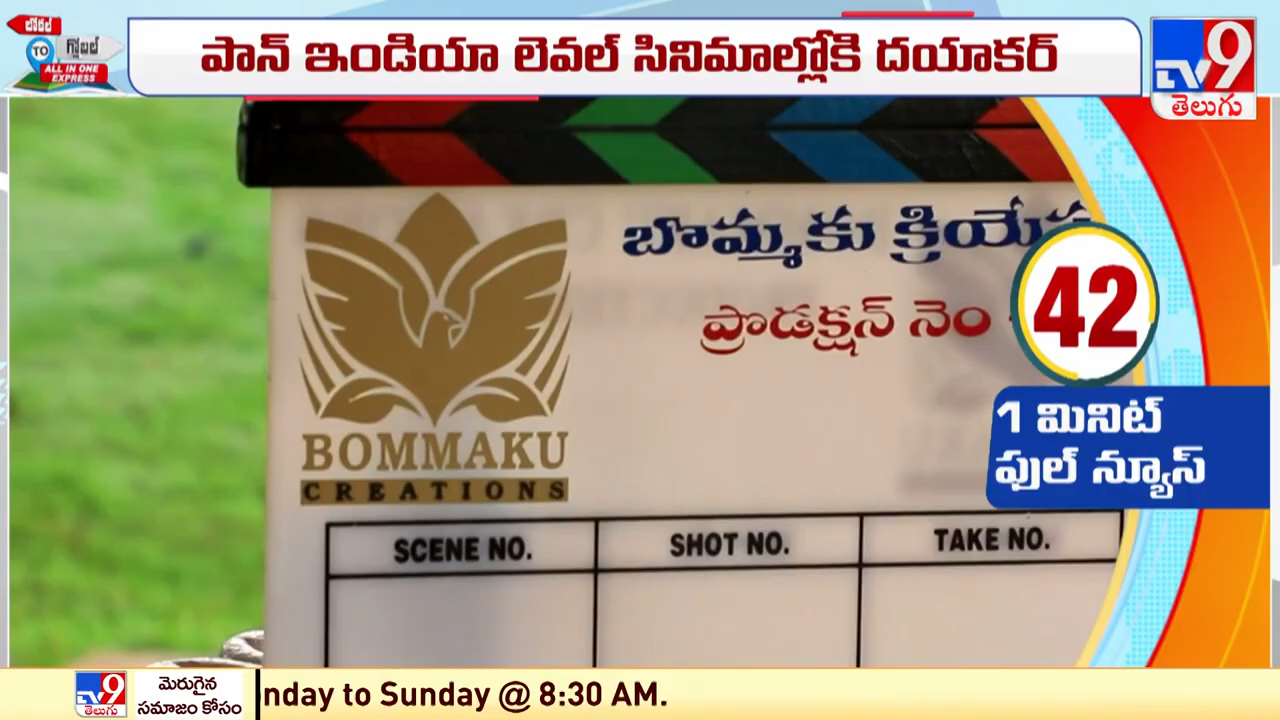 లోకల్
TO
గ్లోబల్
ALL IN ONE
EXPRESS
పాన్ ఇండియా లెవల్ సినిమాల్లోకి దయాకర్
TV9
తెలుగు
బొమ్మకు
ప్రొడక్షన్ నెం
42
1 మినిట్
ఫుల్ న్యూస్
BOMMAKU
CREATIONS
SCENE NO. SHOT NO. TAKE NO.
TV9
తెలుగు
మెరుగైన
సమాజం కోసం
nday to Sunday @ 8:30 AM.